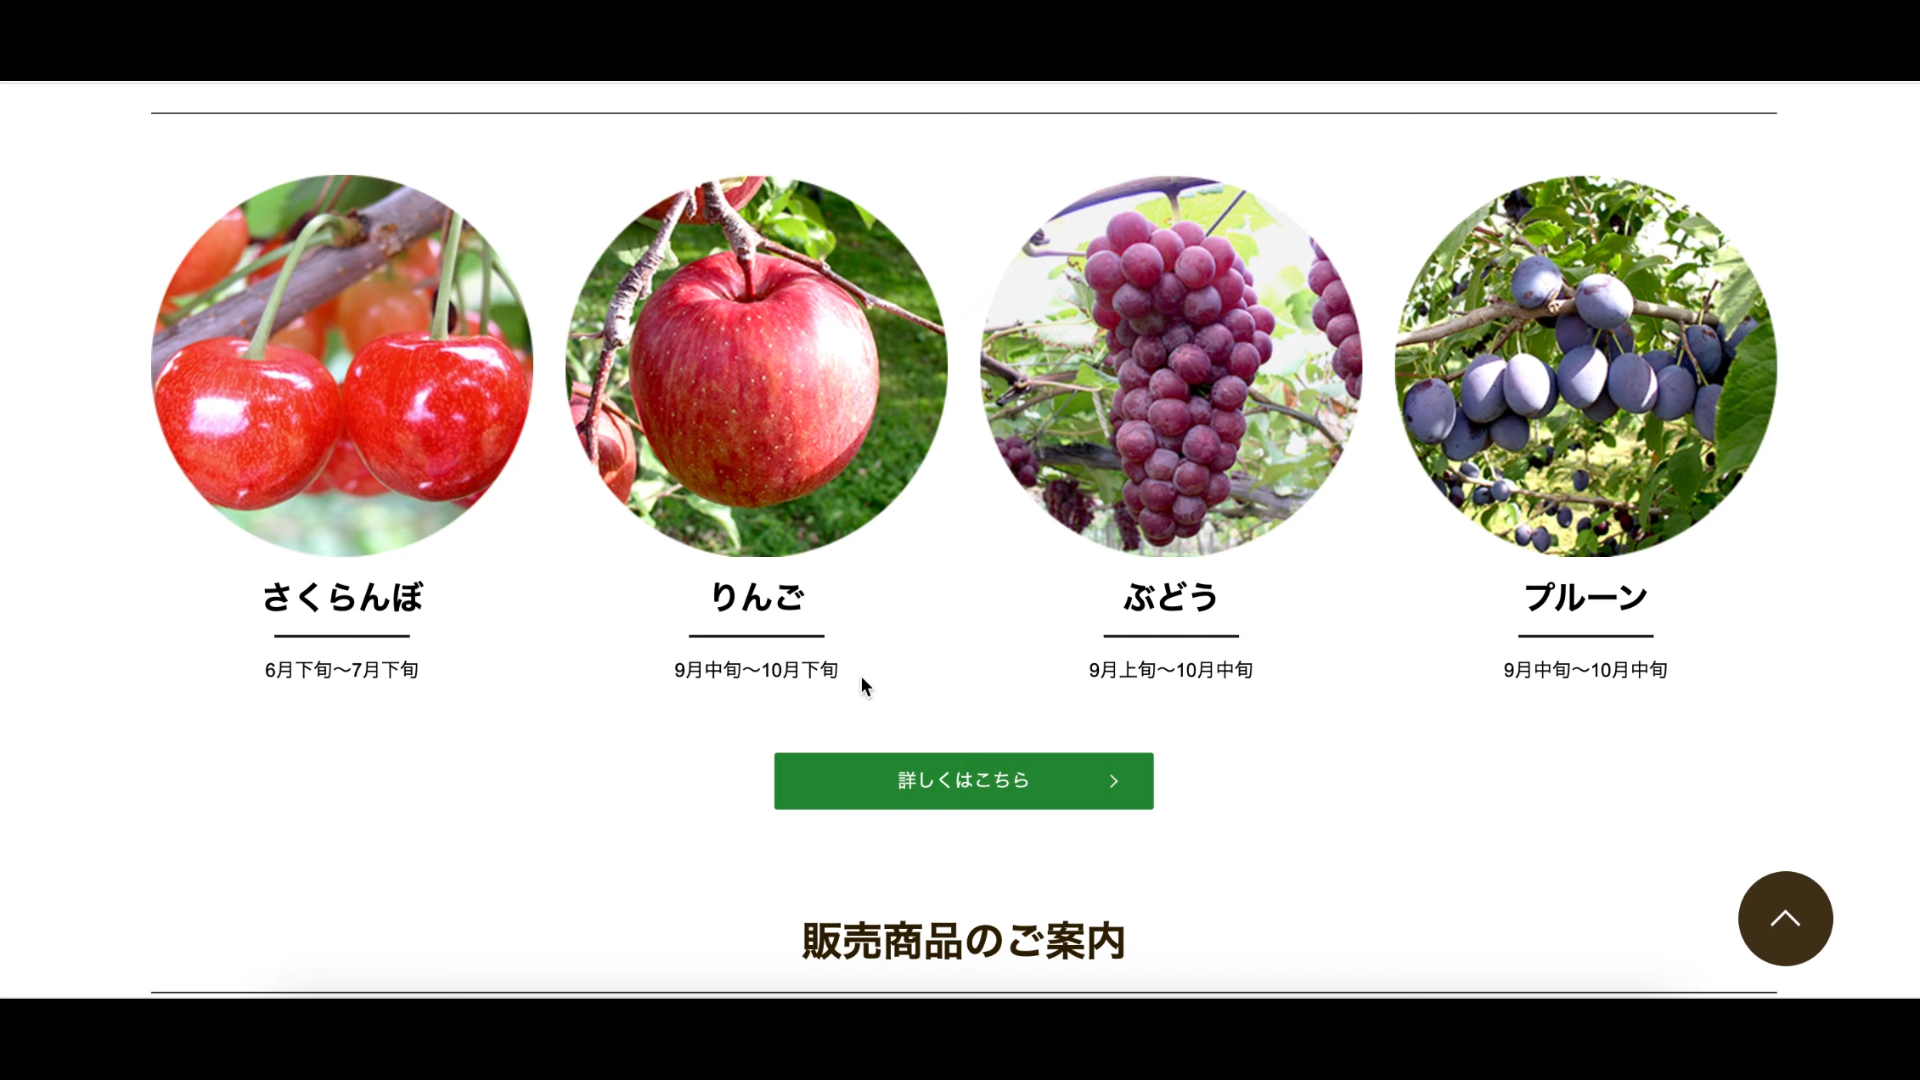 さくらんぼ
6月下旬～7月下旬
りんご
9月中旬～10月下旬
ぶどう
9月上旬～10月中旬
プルーン
9月中旬～10月中旬
詳しくはこちら
販売商品のご案内